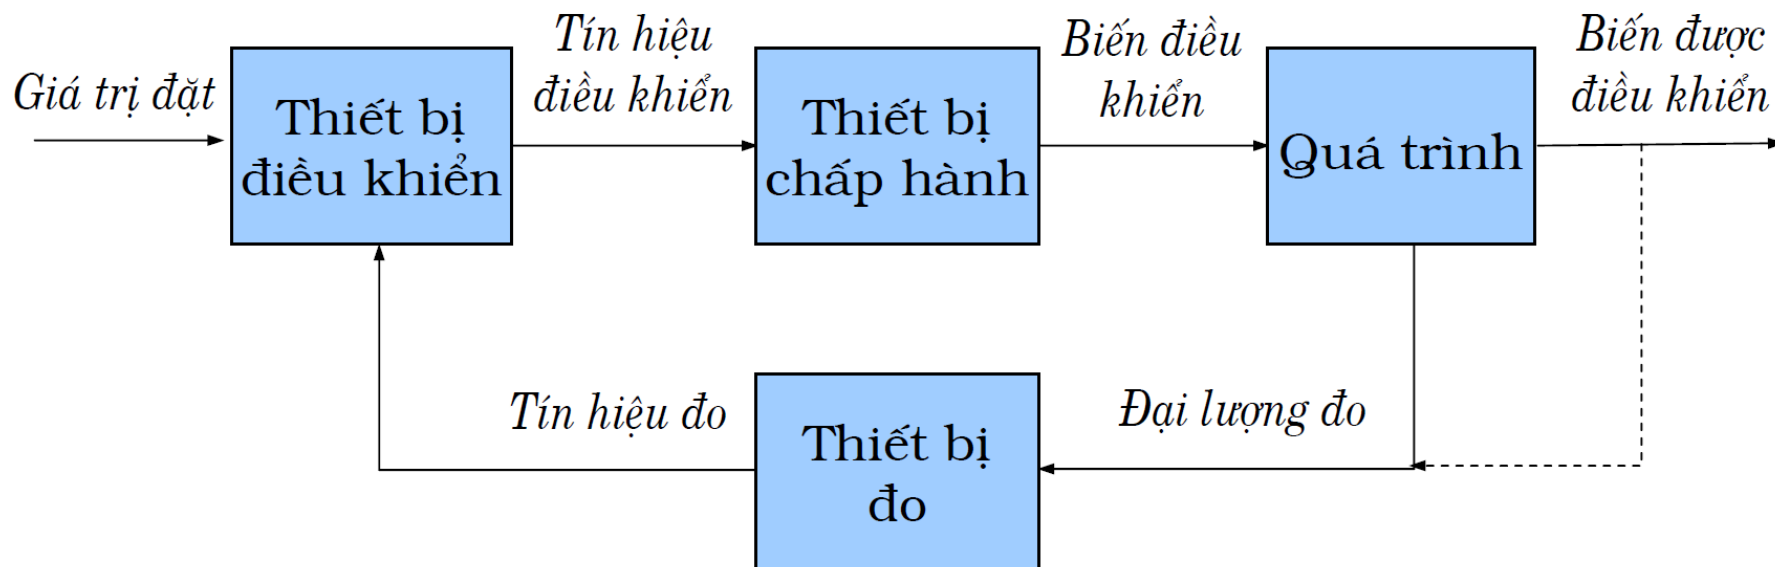 Giá trị đặt
Thiết bị
điều khiển
Tín hiệu
điều khiển
Thiết bị
chấp hành
Biến điều
khiển
Quá trình
Biến được
điều khiển
Tín hiệu đo
Thiết bị
đo
Đại lượng đo